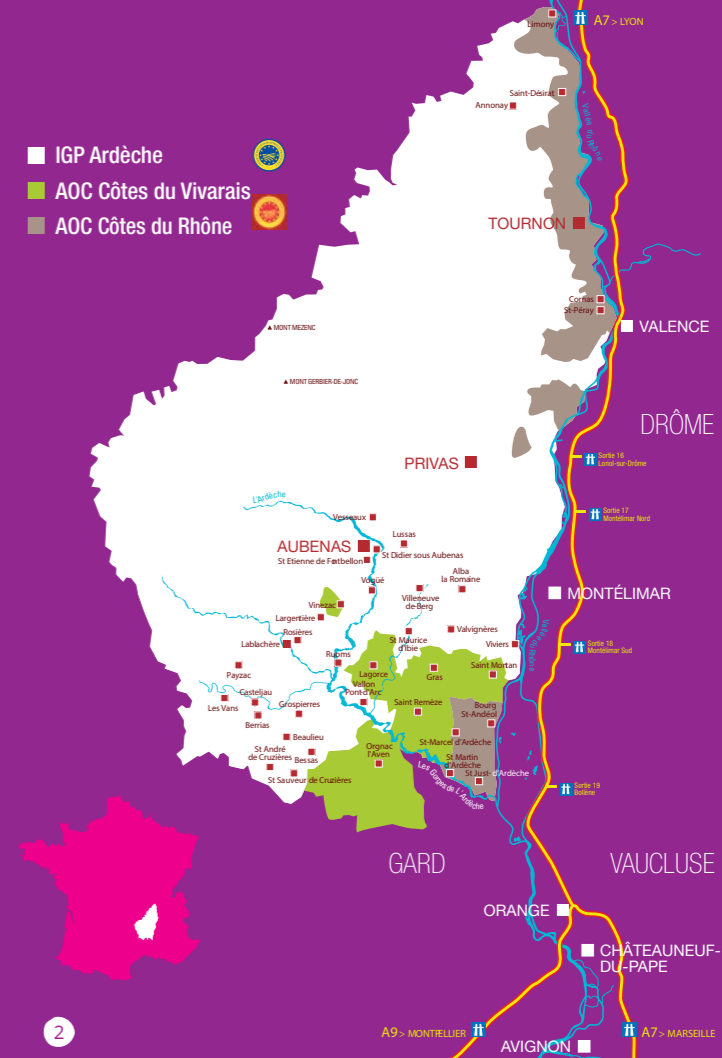 Limony
A7 > LYON
Saint-Désirat
Annonay
Vallée du Rhône
IGP Ardèche
AOC Côtes du Vivarais
AOC Côtes du Rhône
TOURNON
Cornas
St-Péray
VALENCE
MONT MEZENC
MONT GERBIER-DE-JONC
DRÔME
PRIVAS
Sortie 16
Loriol-sur-Drôme
L'Ardèche
Vesseaux
Sortie 17
Montélimar Nord
Lussas
AUBENAS
St Didier sous Aubenas
St Etienne de Fontbellon
Alba
la Romaine
Vogüé
Villeneuve
de-Berg
MONTÉLIMAR
Vinezac
Largentière
Rosières
Valvignères
St Maurice
d'Ibie
Viviers
Vallée du Rhône
Sortie 18
Montélimar Sud
Lablachère
Ruoms
Payzac
Lagorce
Gras
Saint Montan
Vallon
Pont-d'Arc
Les Vans
Casteljau
Grospierres
Saint Remèze
Bourg
St-Andéol
Berrias
Beaulieu
St-Marcel d'Ardèche
St André
de Cruzières
Bessas
Orgnac
l'Aven
St Martin
d'Ardèche
St Just- d'Ardèche
St Sauveur de Cruzières
Les Gorges de L'Ardèche
Sortie 19
Bollène
GARD
VAUCLUSE
ORANGE
CHÂTEAUNEUF-
DU-PAPE
2
A9 > MONTPELLIER
A7 > MARSEILLE
AVIGNON